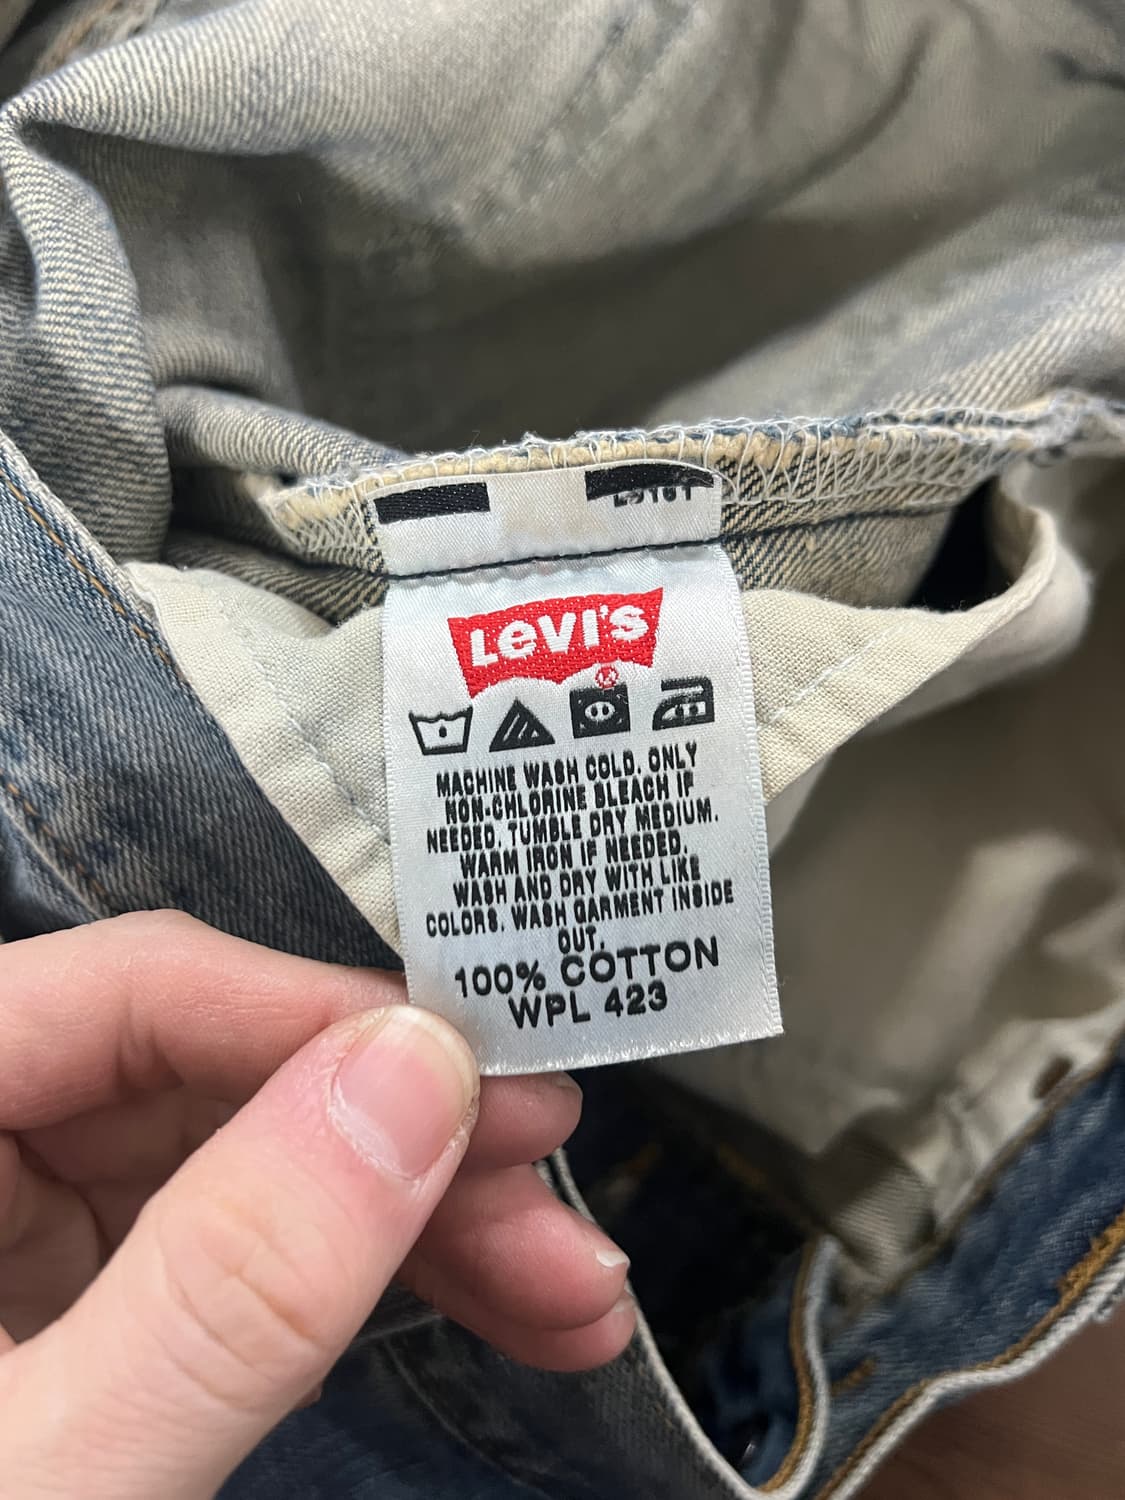 Levi's
MACHINE WASH COLD. ONLY
NON-CHLORINE BLEACH IF
NEEDED. TUMBLE DRY MEDIUM.
WARM IRON IF NEEDED.
WASH AND DRY WITH LIKE
COLORS. WASH GARMENT INSIDE
OUT.
100% COTTON
WPL 423